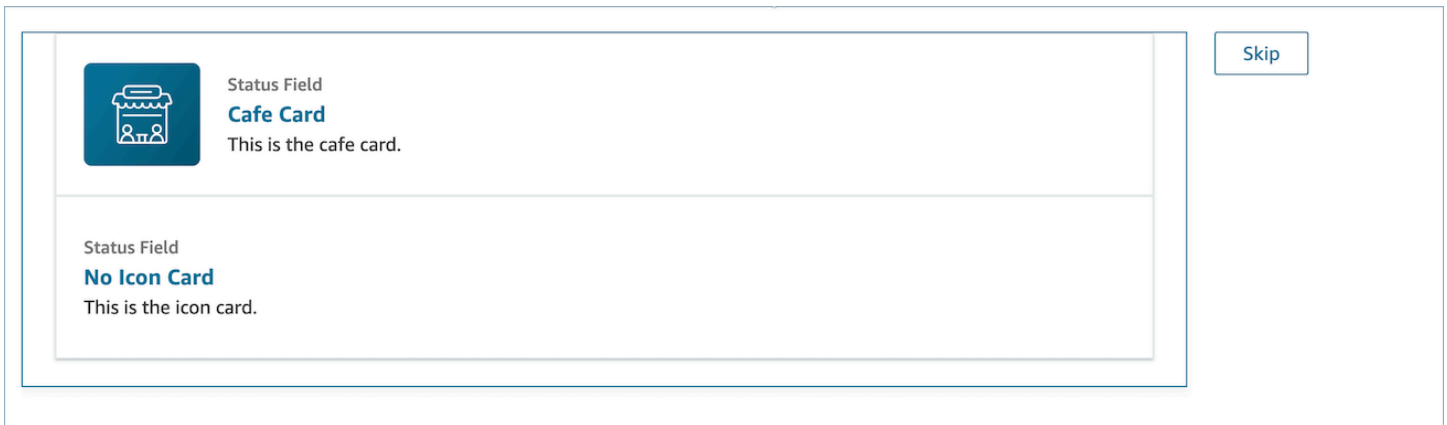 Skip
Status Field
Cafe Card
This is the cafe card.
Status Field
No Icon Card
This is the icon card.